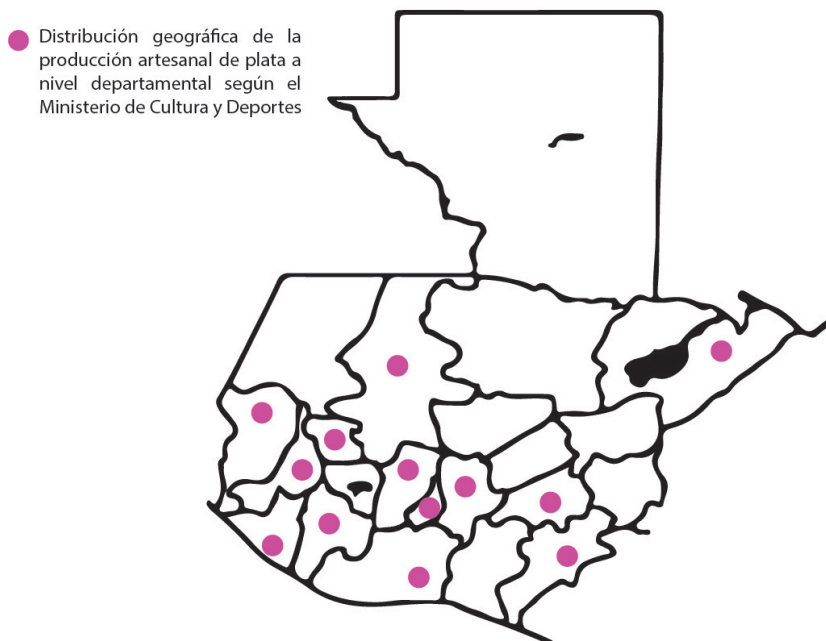 Distribución geográfica de la
producción artesanal de plata a
nivel departamental según el
Ministerio de Cultura y Deportes